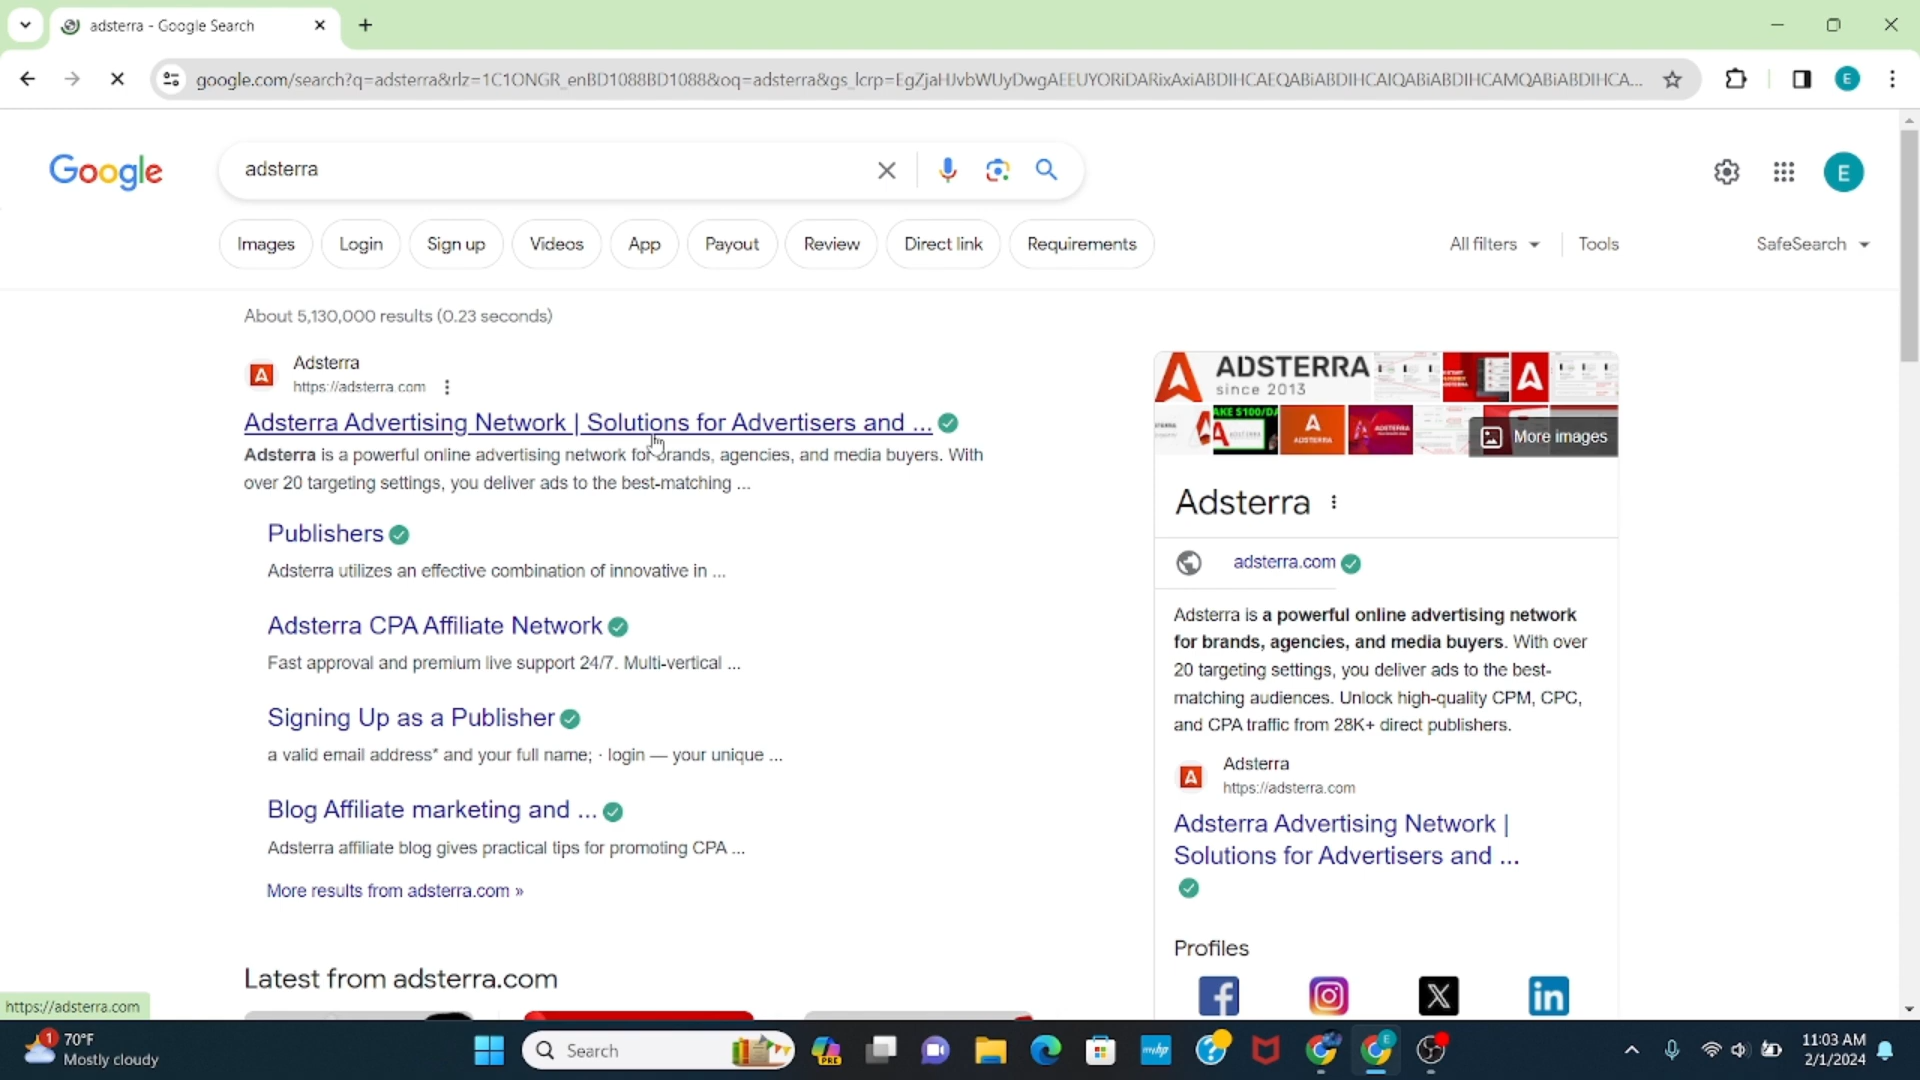 adsterra - Google Search
google.com/search?q=adsterra&rlz=1C1ONGR_enBD1088BD1088&oq=adsterra&gs_lcrp=EgZjaHJvbWUyDwgAEEUYORiDARixAxiABDIHCAEQABiABDIHCAIQABiABDIHCAMQABiABDIHCA...
E
Google
adsterra
E
Images
Login
Sign up
Videos
App
Payout
Review
Direct link
Requirements
All filters
Tools
SafeSearch
About 5,130,000 results (0.23 seconds)
Adsterra
https://adsterra.com
Adsterra Advertising Network | Solutions for Advertisers and ...
Adsterra is a powerful online advertising network for brands, agencies, and media buyers. With
over 20 targeting settings, you deliver ads to the best-matching ...
Publishers
Adsterra utilizes an effective combination of innovative in ...
Adsterra CPA Affiliate Network
Fast approval and premium live support 24/7. Multi-vertical ...
Signing Up as a Publisher
a valid email address* and your full name; · login — your unique ...
Blog Affiliate marketing and ...
Adsterra affiliate blog gives practical tips for promoting CPA ...
More results from adsterra.com »
Latest from adsterra.com
ADSTERRA
since 2013
AKE $100/DA
ADSTERRA
More images
Adsterra
adsterra.com
Adsterra is a powerful online advertising network
for brands, agencies, and media buyers. With over
20 targeting settings, you deliver ads to the best-
matching audiences. Unlock high-quality CPM, CPC,
and CPA traffic from 28K+ direct publishers.
Adsterra
https://adsterra.com
Adsterra Advertising Network |
Solutions for Advertisers and ...
Profiles
https://adsterra.com
1
70°F
Mostly cloudy
Search
PRE
myhp
E
11:03 AM
2/1/2024